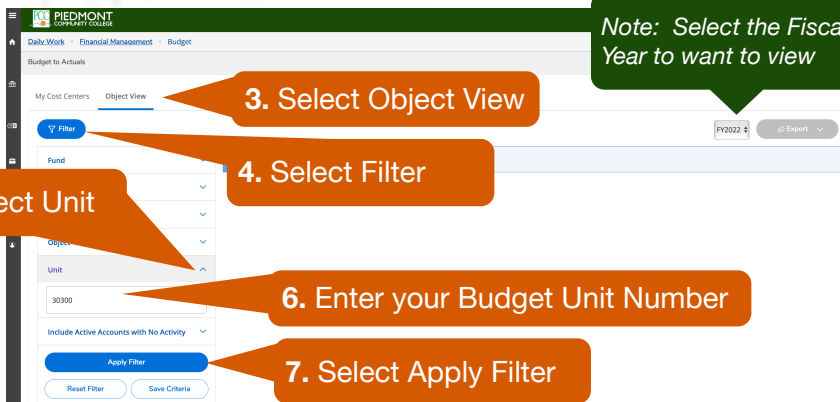 PCC PIEDMONT
COMMUNITY COLLEGE
Note: Select the Fisca
Year to want to view
Daily Work · Financial Management · Budget
Budget to Actuals
My Cost Centers Object View
3. Select Object View
Filter
FY2022 Export
Fund
4. Select Filter
ect Unit
Object
Unit
30300
6. Enter your Budget Unit Number
Include Active Accounts with No Activity
Apply Filter
7. Select Apply Filter
Reset Filter Save Criteria